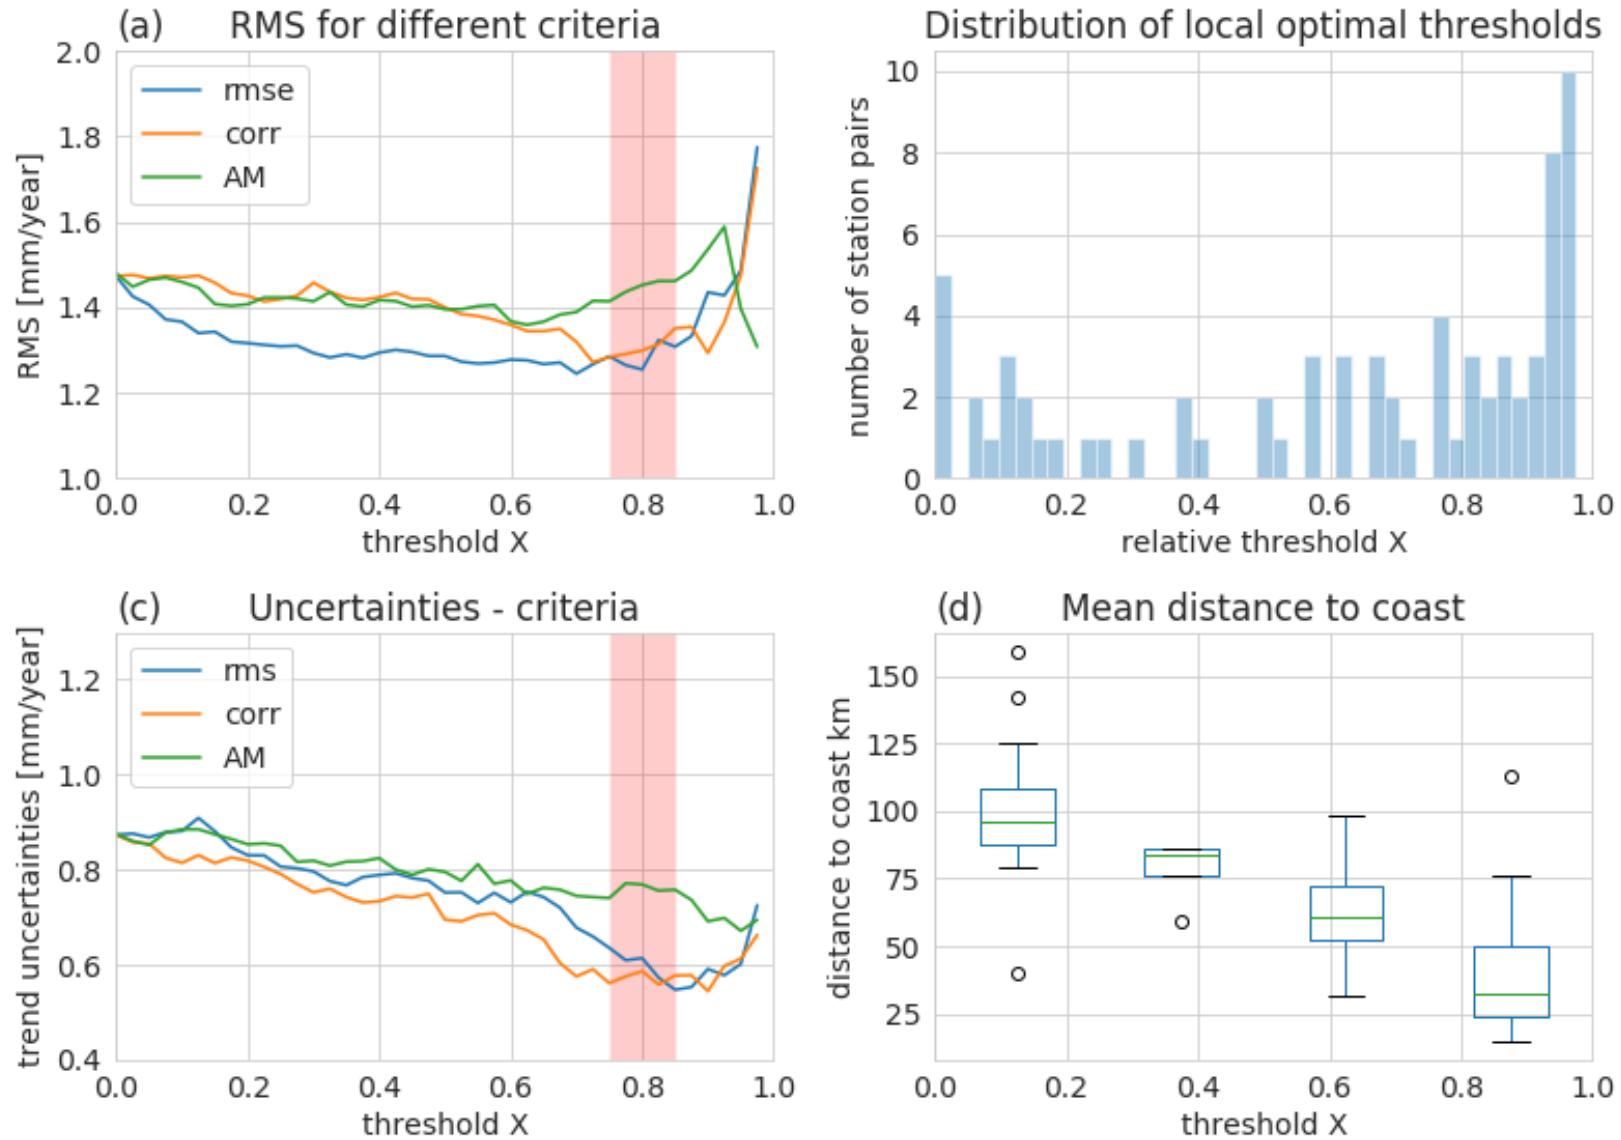 (a) RMS for different criteria
2.0
1.8
1.6
1.4
1.2
1.0
RMS [mm/year]
rmse
corr
AM
0.0 0.2 0.4 0.6 0.8 1.0
threshold X
Distribution of local optimal thresholds
10
8
6
4
2
0
number of station pairs
0.0 0.2 0.4 0.6 0.8 1.0
relative threshold X
(c) Uncertainties - criteria
1.2
1.0
0.8
0.6
0.4
trend uncertainties [mm/year]
rms
corr
AM
0.0 0.2 0.4 0.6 0.8 1.0
threshold X
(d) Mean distance to coast
150
125
100
75
50
25
distance to coast km
0.0 0.2 0.4 0.6 0.8 1.0
threshold X